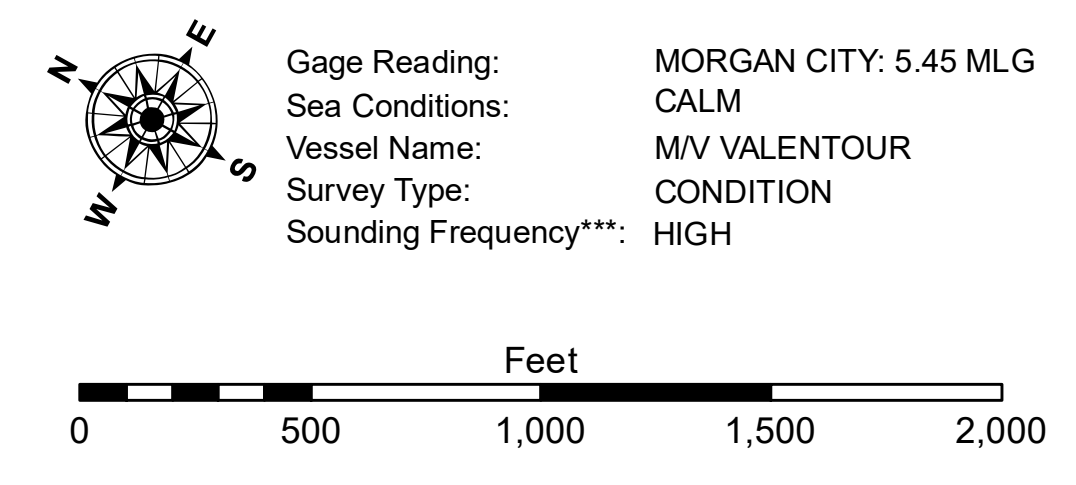 N
E
S
W
Gage Reading: MORGAN CITY: 5.45 MLG
Sea Conditions: CALM
Vessel Name: M/V VALENTOUR
Survey Type: CONDITION
Sounding Frequency***: HIGH
Feet
0 500 1,000 1,500 2,000